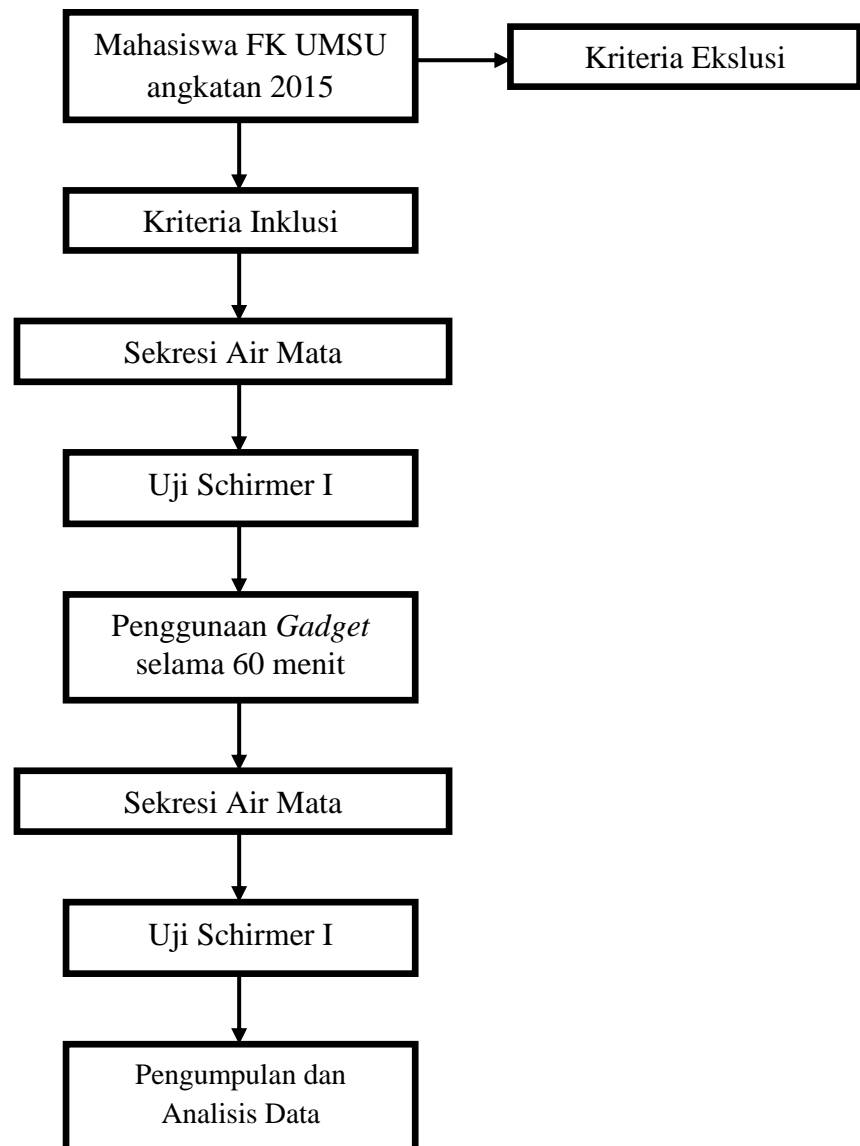 Mahasiswa FK UMSU
angkatan 2015
Kriteria Ekslusi
Kriteria Inklusi
Sekresi Air Mata
Uji Schirmer I
Penggunaan Gadget
selama 60 menit
Sekresi Air Mata
Uji Schirmer I
Pengumpulan dan
Analisis Data